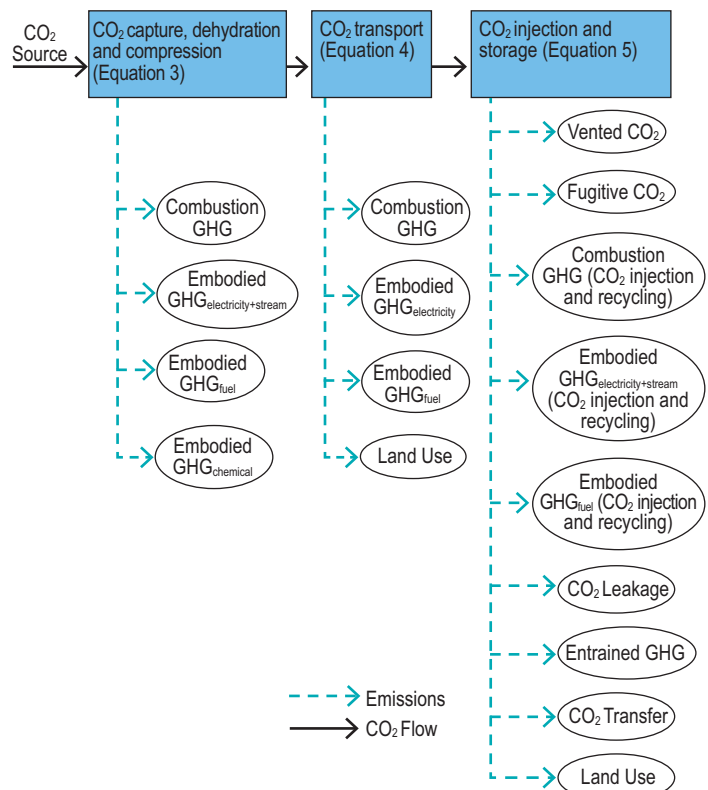 CO₂
Source
CO₂ capture, dehydration
and compression
(Equation 3)
CO₂ transport
(Equation 4)
CO₂ injection and
storage (Equation 5)
Combustion
GHG
Embodied
GHGelectricity+stream
Embodied
GHGfuel
Embodied
GHGchemical
Combustion
GHG
Embodied
GHGelectricity
Embodied
GHGfuel
Land Use
Vented CO₂
Fugitive CO₂
Combustion
GHG (CO₂ injection
and recycling)
Embodied
GHGelectricity+stream
(CO₂ injection and
recycling)
Embodied
GHGfuel (CO₂ injection
and recycling)
CO₂ Leakage
Entrained GHG
CO₂ Transfer
Land Use
Emissions
CO₂ Flow